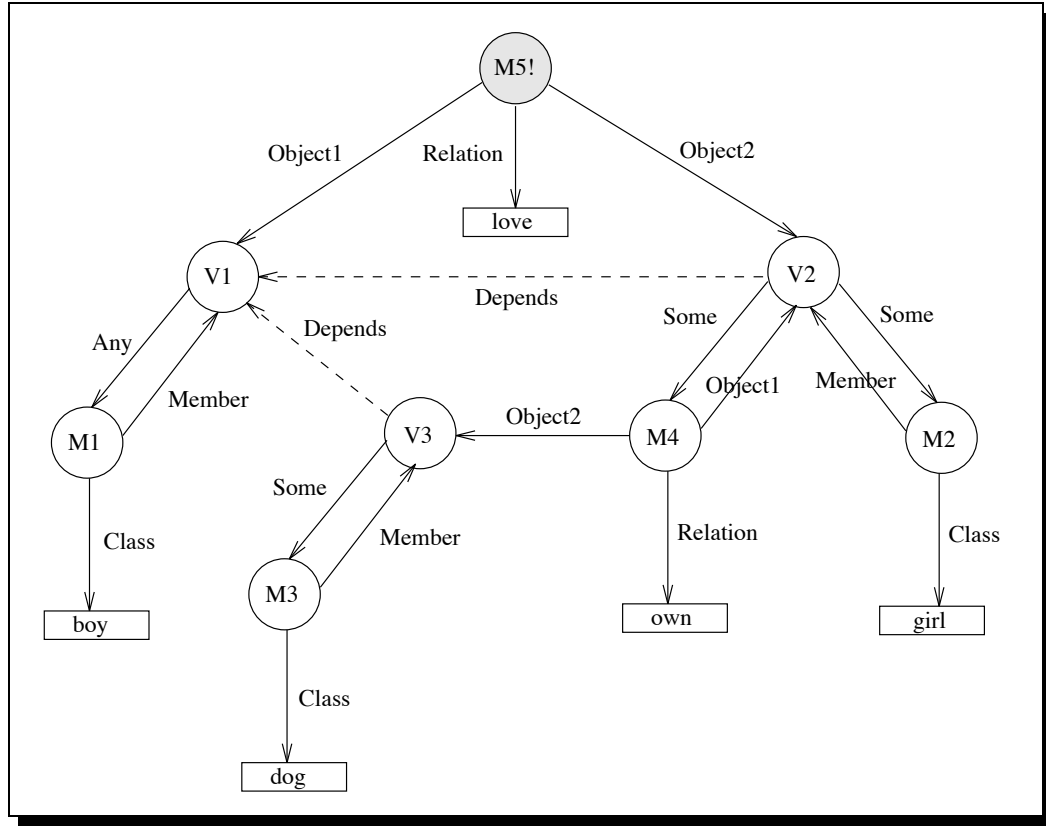 M5!
Object1
Relation
Object2
love
V1
V2
Depends
Some
Some
Any
Depends
Member
Object1
Member
M1
V3
Object2
M4
M2
Some
Member
Class
Relation
Class
M3
boy
own
girl
Class
dog